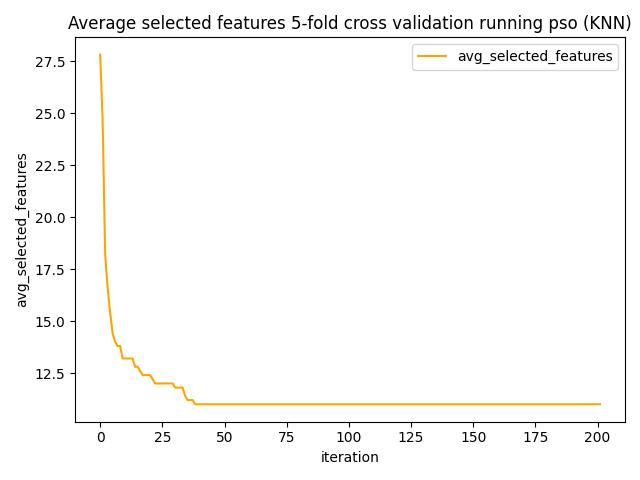 Average selected features 5-fold cross validation running pso (KNN)
avg_selected_features
27.5
25.0
22.5
20.0
17.5
15.0
12.5
avg_selected_features
0 25 50 75 100 125 150 175 200
iteration